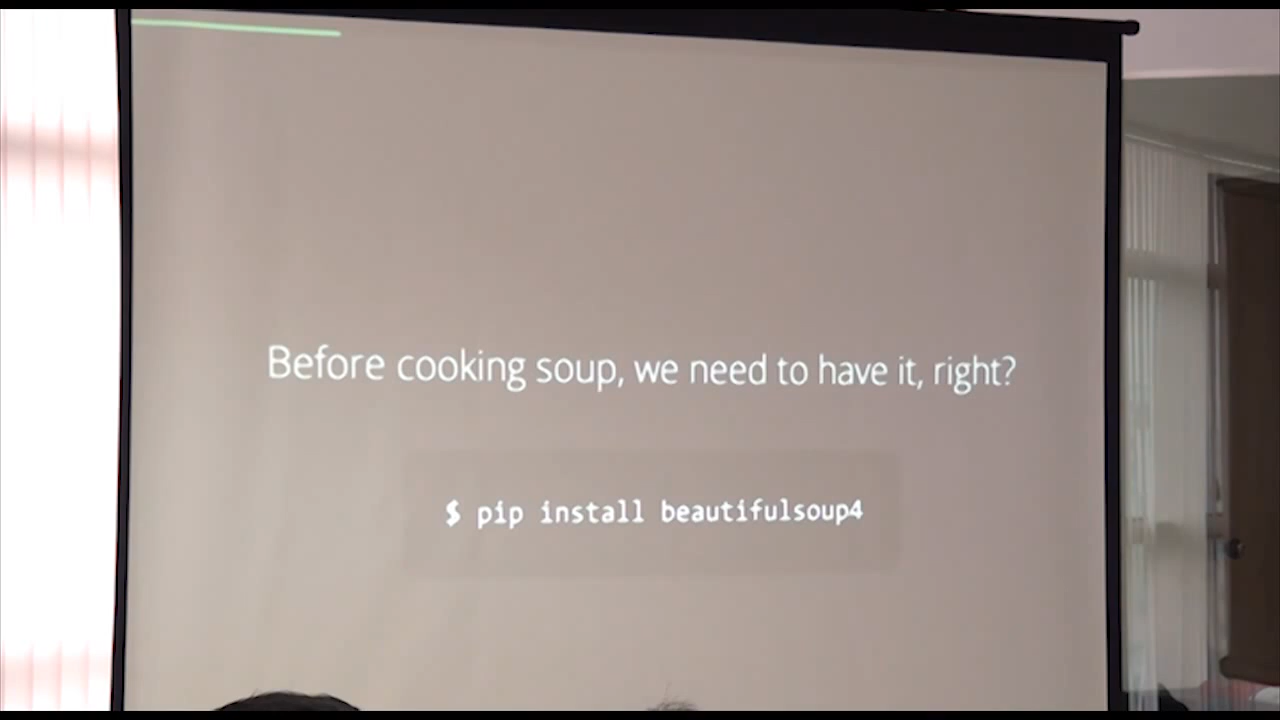 Before cooking soup, we need to have it, right?
$ pip install beautifulsoup4